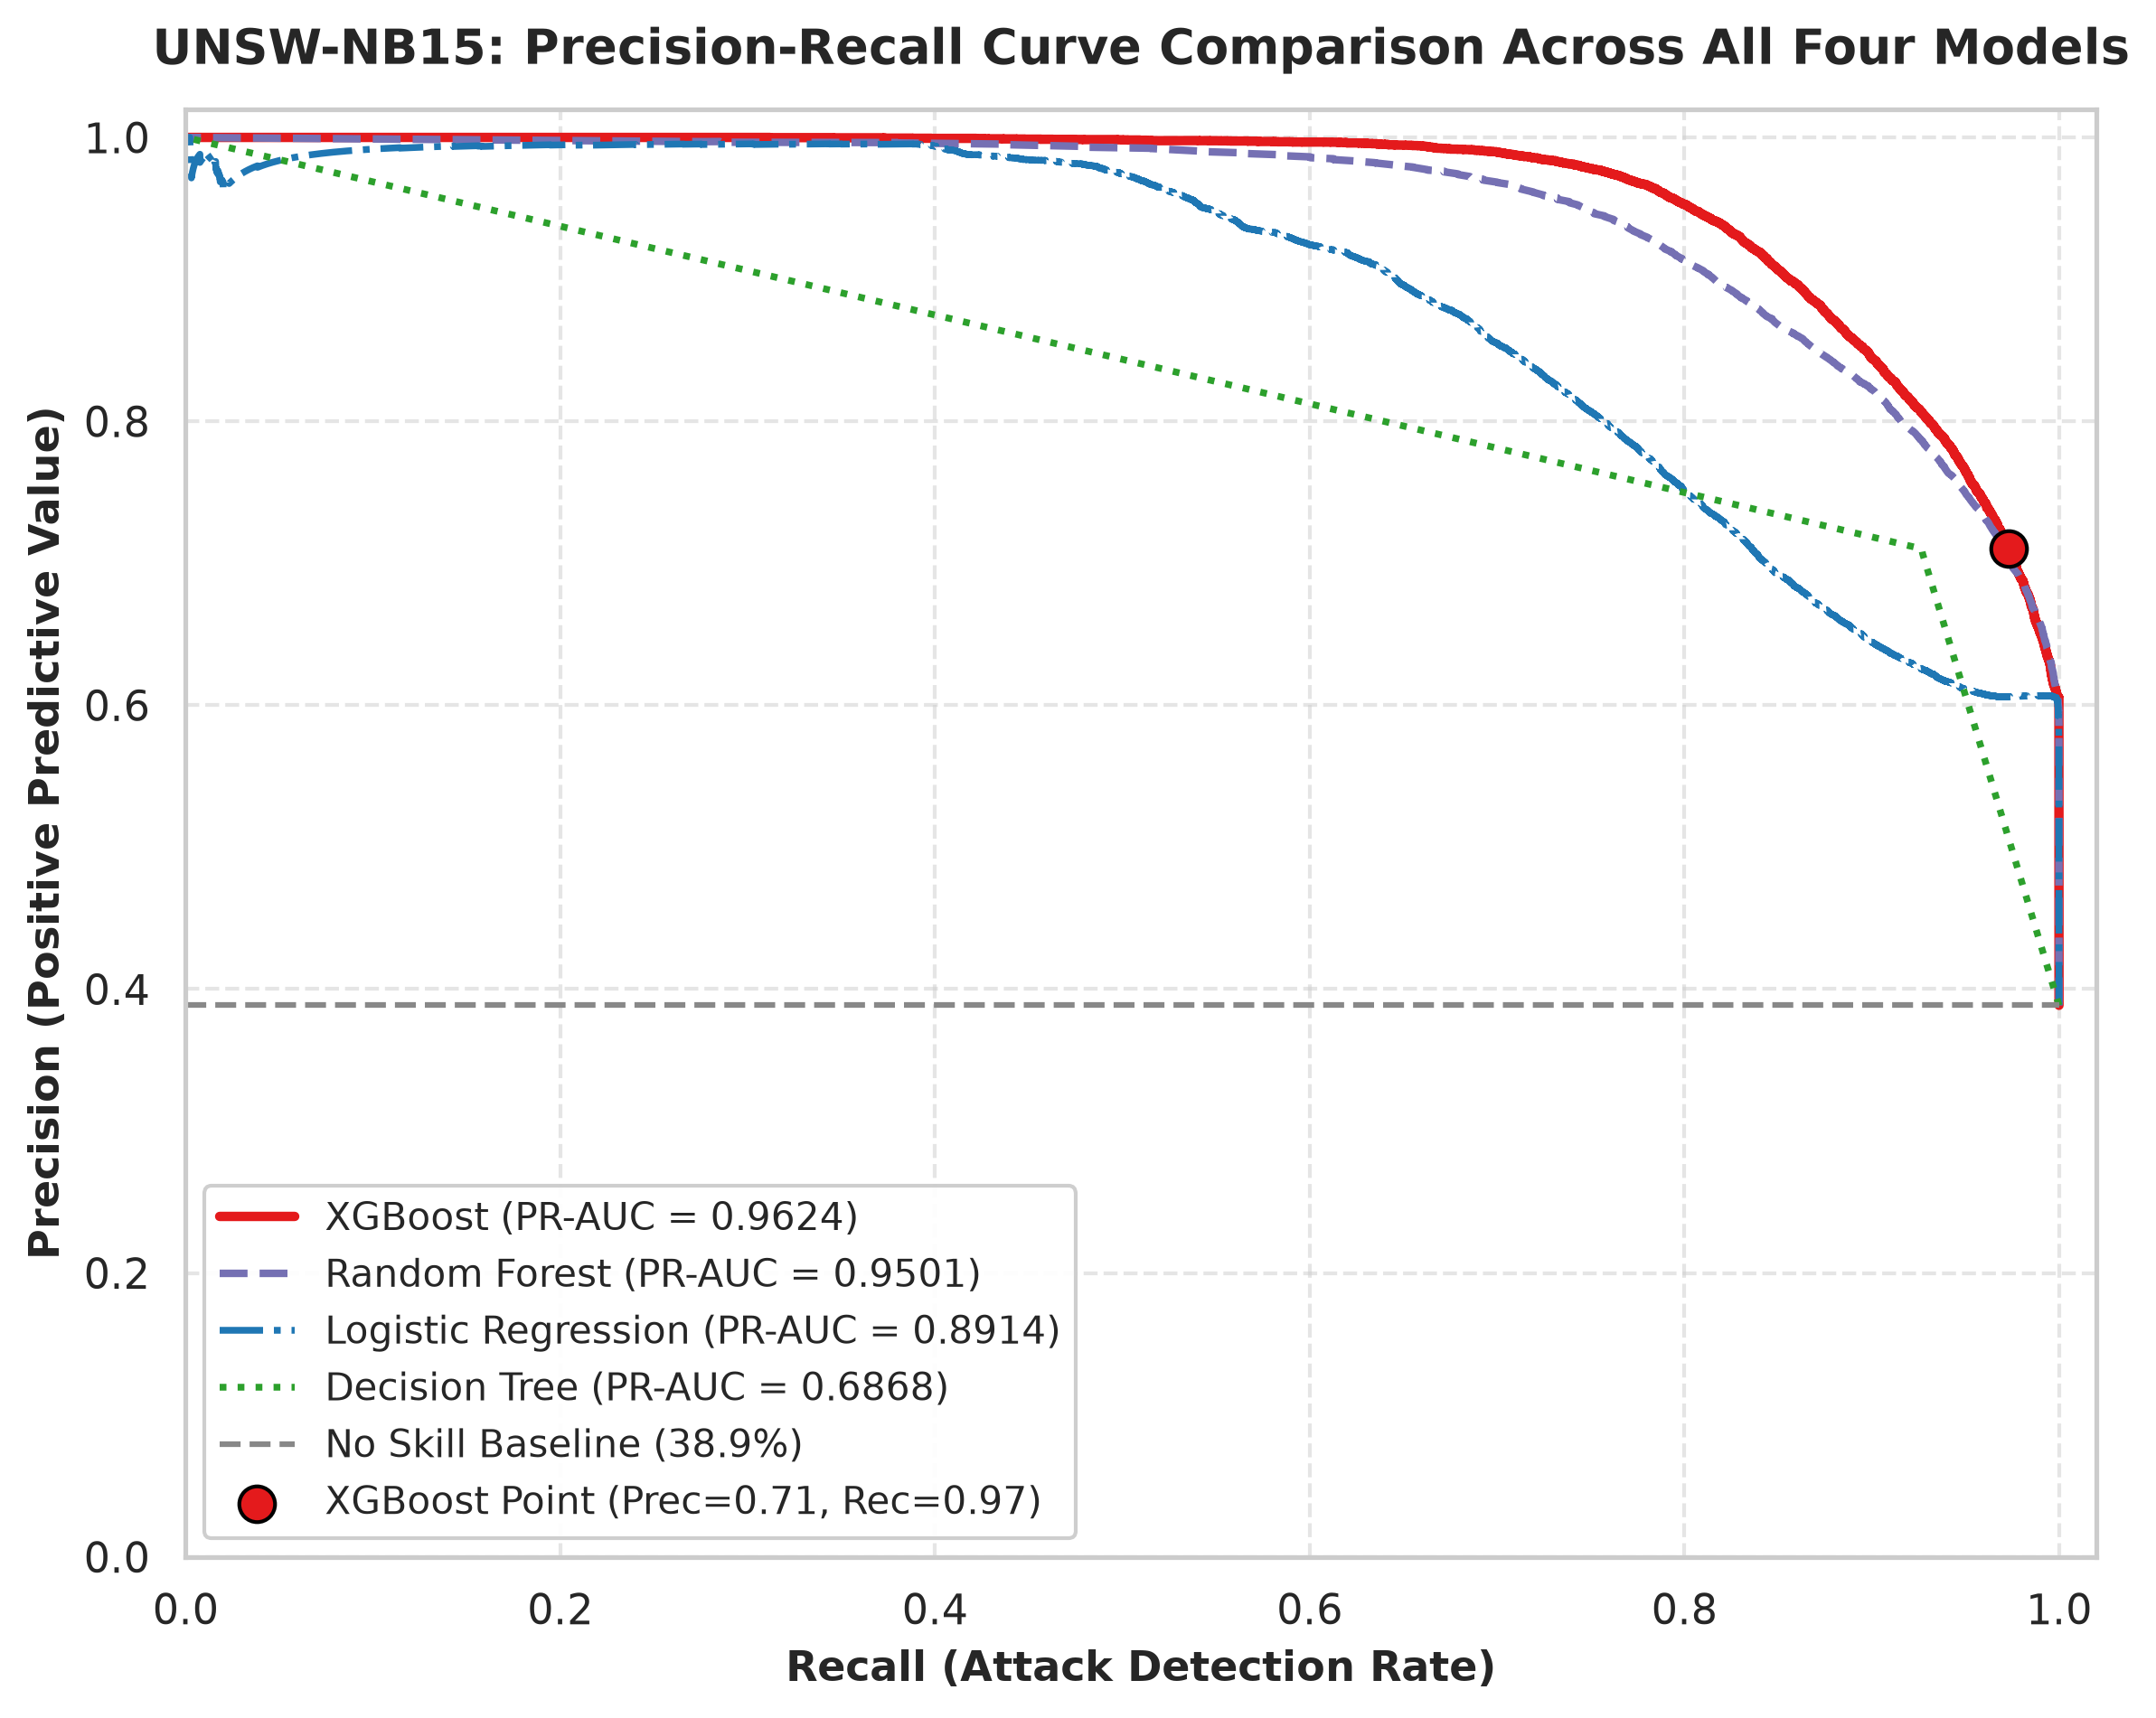 UNSW-NB15: Precision-Recall Curve Comparison Across All Four Models
Precision (Positive Predictive Value)
1.0
0.8
0.6
0.4
0.2
0.0
XGBoost (PR-AUC = 0.9624)
Random Forest (PR-AUC = 0.9501)
Logistic Regression (PR-AUC = 0.8914)
Decision Tree (PR-AUC = 0.6868)
No Skill Baseline (38.9%)
XGBoost Point (Prec=0.71, Rec=0.97)
0.0 0.2 0.4 0.6 0.8 1.0
Recall (Attack Detection Rate)